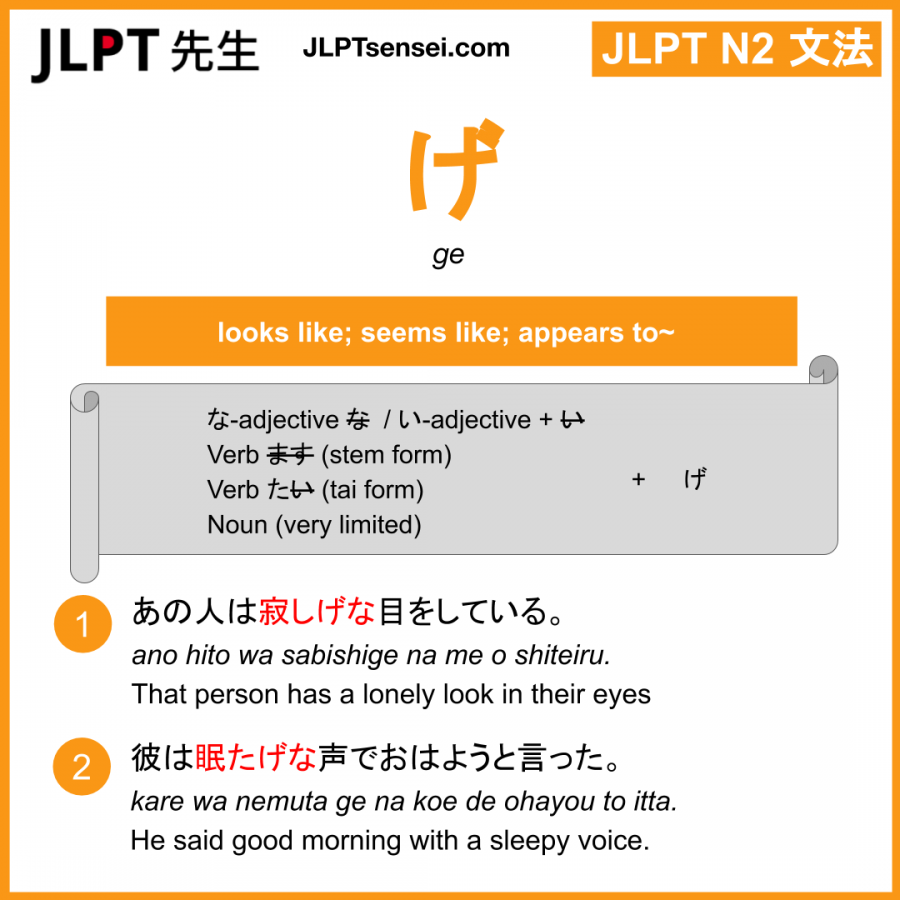 JLPT 先生
JLPTsensei.com
JLPT N2 文法
げ
ge
looks like; seems like; appears to~
な-adjective な / い-adjective + い
Verb ます (stem form)
Verb たい (tai form)
Noun (very limited)
+ げ
1
あの人は寂しげな目をしている。
ano hito wa sabishige na me o shiteiru.
That person has a lonely look in their eyes
2
彼は眠たげな声でおはようと言った。
kare wa nemuta ge na koe de ohayou to itta.
He said good morning with a sleepy voice.